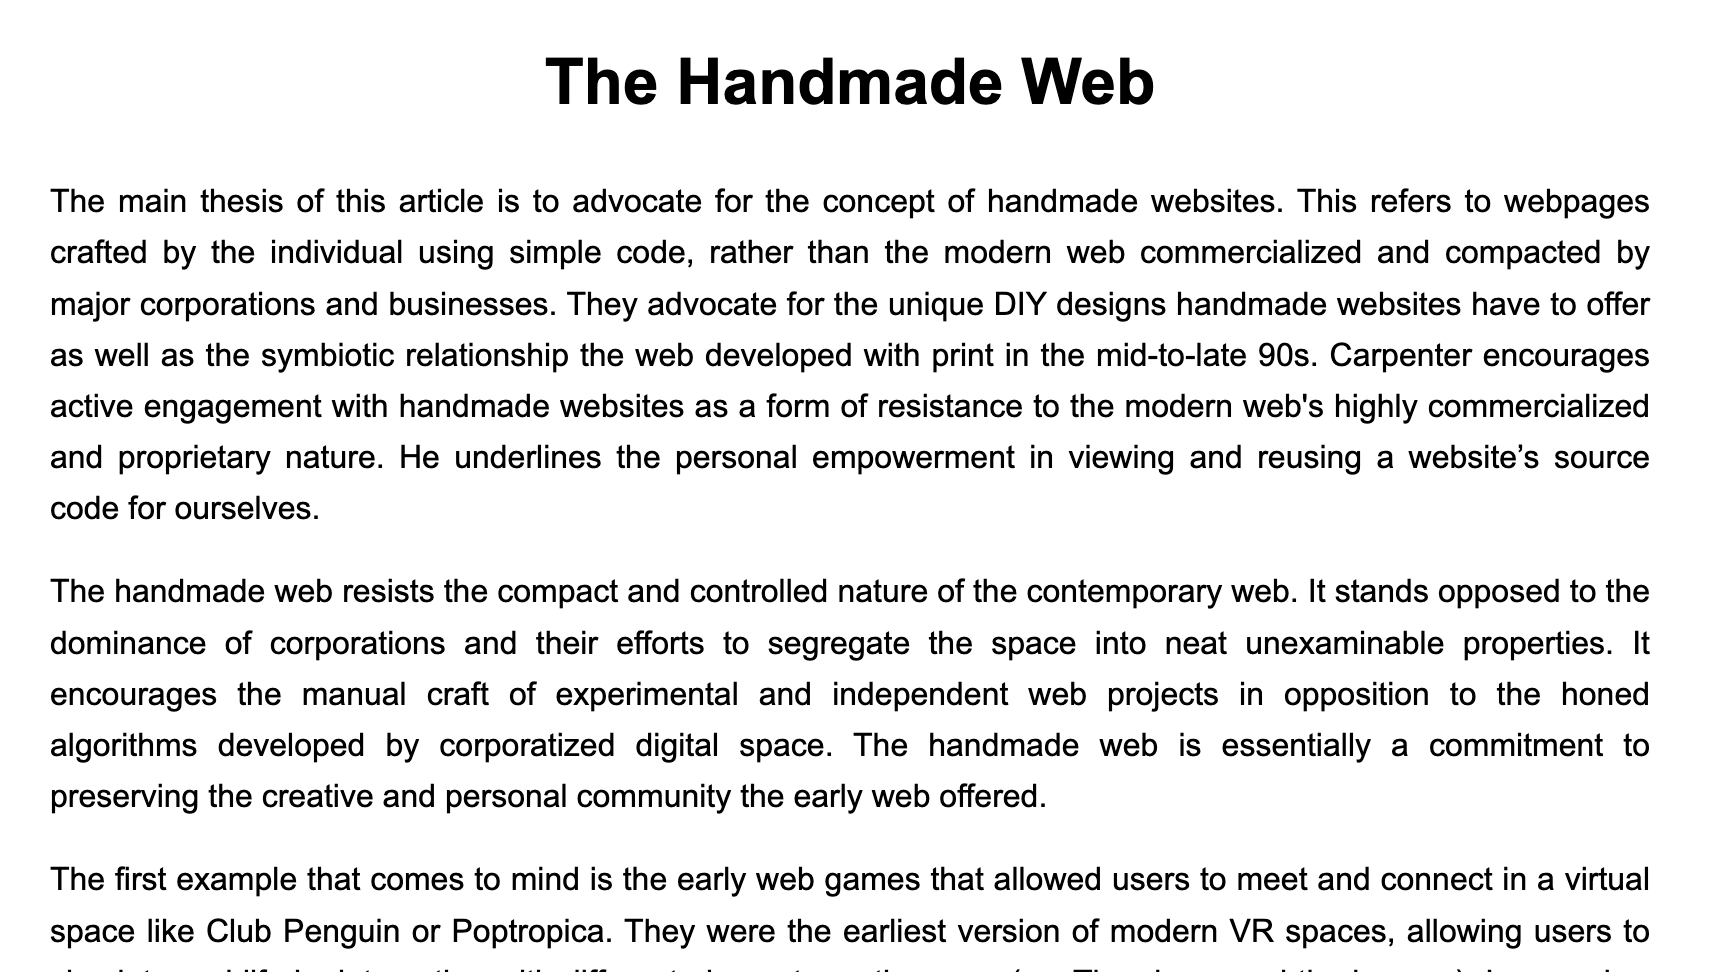 The Handmade Web
The main thesis of this article is to advocate for the concept of handmade websites. This refers to webpages
crafted by the individual using simple code, rather than the modern web commercialized and compacted by
major corporations and businesses. They advocate for the unique DIY designs handmade websites have to offer
as well as the symbiotic relationship the web developed with print in the mid-to-late 90s. Carpenter encourages
active engagement with handmade websites as a form of resistance to the modern web's highly commercialized
and proprietary nature. He underlines the personal empowerment in viewing and reusing a website’s source
code for ourselves.
The handmade web resists the compact and controlled nature of the contemporary web. It stands opposed to the
dominance of corporations and their efforts to segregate the space into neat unexaminable properties. It
encourages the manual craft of experimental and independent web projects in opposition to the honed
algorithms developed by corporatized digital space. The handmade web is essentially a commitment to
preserving the creative and personal community the early web offered.
The first example that comes to mind is the early web games that allowed users to meet and connect in a virtual
space like Club Penguin or Poptropica. They were the earliest version of modern VR spaces, allowing users to